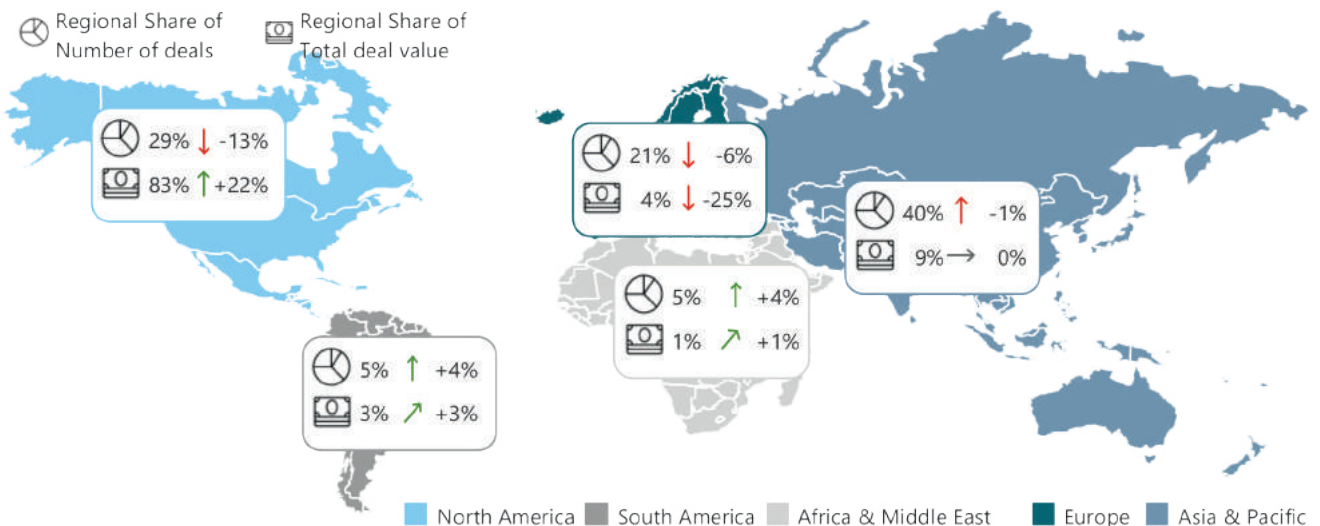 Regional Share of
Number of deals
Regional Share of
Total deal value
29% ↓ -13%
83% ↑ +22%
21% ↓ -6%
4% ↓ -25%
40% ↑ -1%
9% → 0%
5% ↑ +4%
1% ↗ +1%
5% ↑ +4%
3% ↗ +3%
North America
South America
Africa & Middle East
Europe
Asia & Pacific